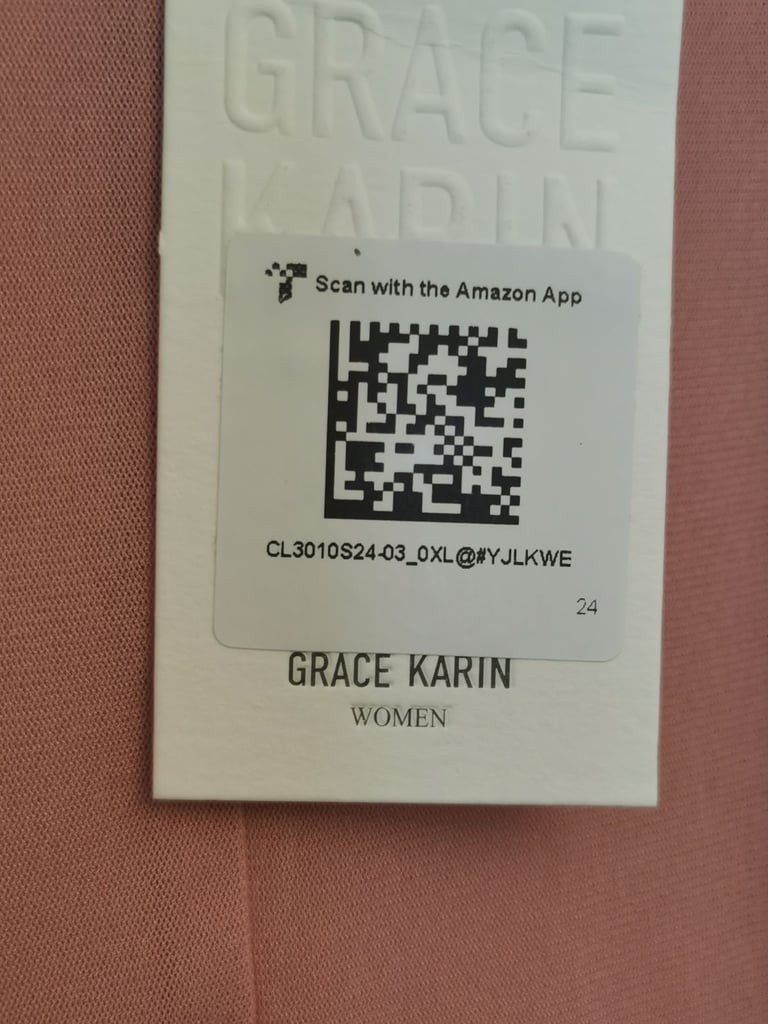 GRACE
KARIN
Scan with the Amazon App
CL3010S24-03_0XL@#YJLKWE
24
GRACE KARIN
WOMEN